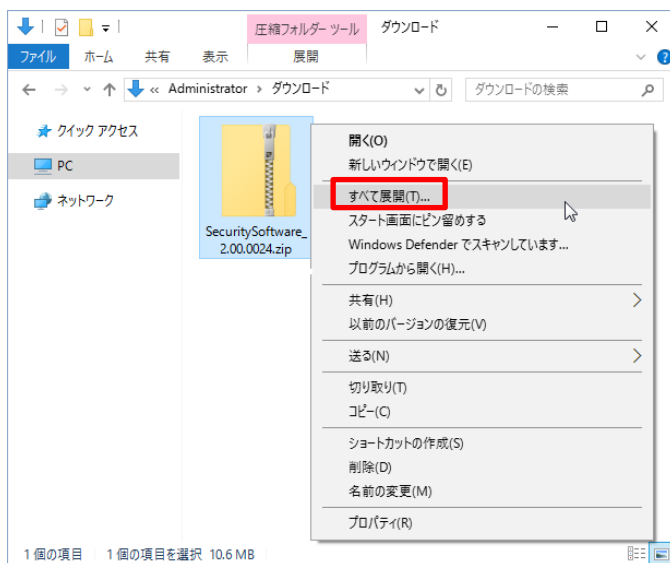 圧縮フォルダー ツール
ダウンロード
ファイル ホーム 共有 表示 展開
« Administrator › ダウンロード
ダウンロードの検索
クイック アクセス
PC
ネットワーク
SecuritySoftware_
2.00.0024.zip
開く(O)
新しいウィンドウで開く(E)
すべて展開(T)...
スタート画面にピン留めする
Windows Defender でスキャンしています...
プログラムから開く(H)...
共有(H)
以前のバージョンの復元(V)
送る(N)
切り取り(T)
コピー(C)
ショートカットの作成(S)
削除(D)
名前の変更(M)
プロパティ(R)
1 個の項目 1 個の項目を選択 10.6 MB